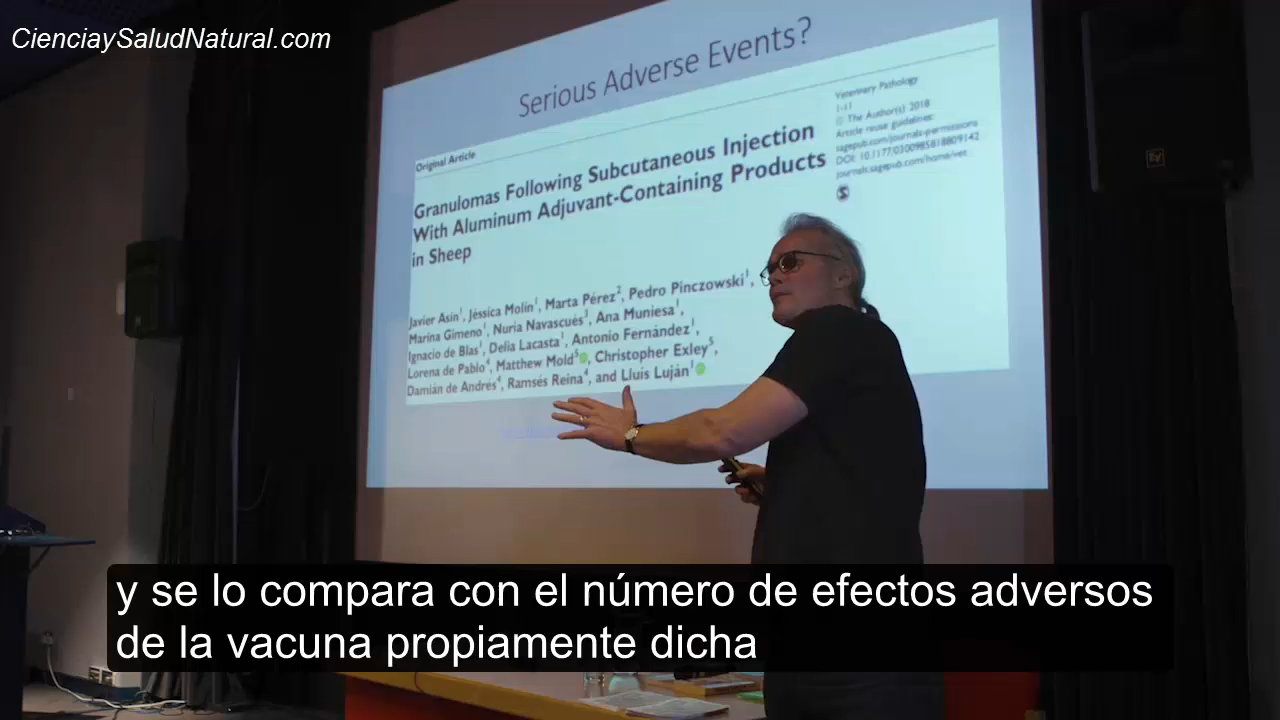 CienciaySaludNatural.com
Serious Adverse Events?
Original Article
Veterinary Pathology
1-11
© The Author(s) 2018
Article reuse guidelines:
sagepub.com/journals-permissions
DOI: 10.1177/0300985818809142
journals.sagepub.com/home/vet
Granulomas Following Subcutaneous Injection
With Aluminum Adjuvant-Containing Products
in Sheep
Javier Asín¹, Jéssica Molín¹, Marta Pérez², Pedro Pinczowski¹,
Marina Gimeno¹, Nuria Navascués³, Ana Muniesa¹,
Ignacio de Blas¹, Delia Lacasta¹, Antonio Fernández¹,
Lorena de Pablo⁴, Matthew Mold⁵, Christopher Exley⁵,
Damián de Andrés⁴, Ramsés Reina⁴, and Lluís Luján¹
y se lo compara con el número de efectos adversos
de la vacuna propiamente dicha